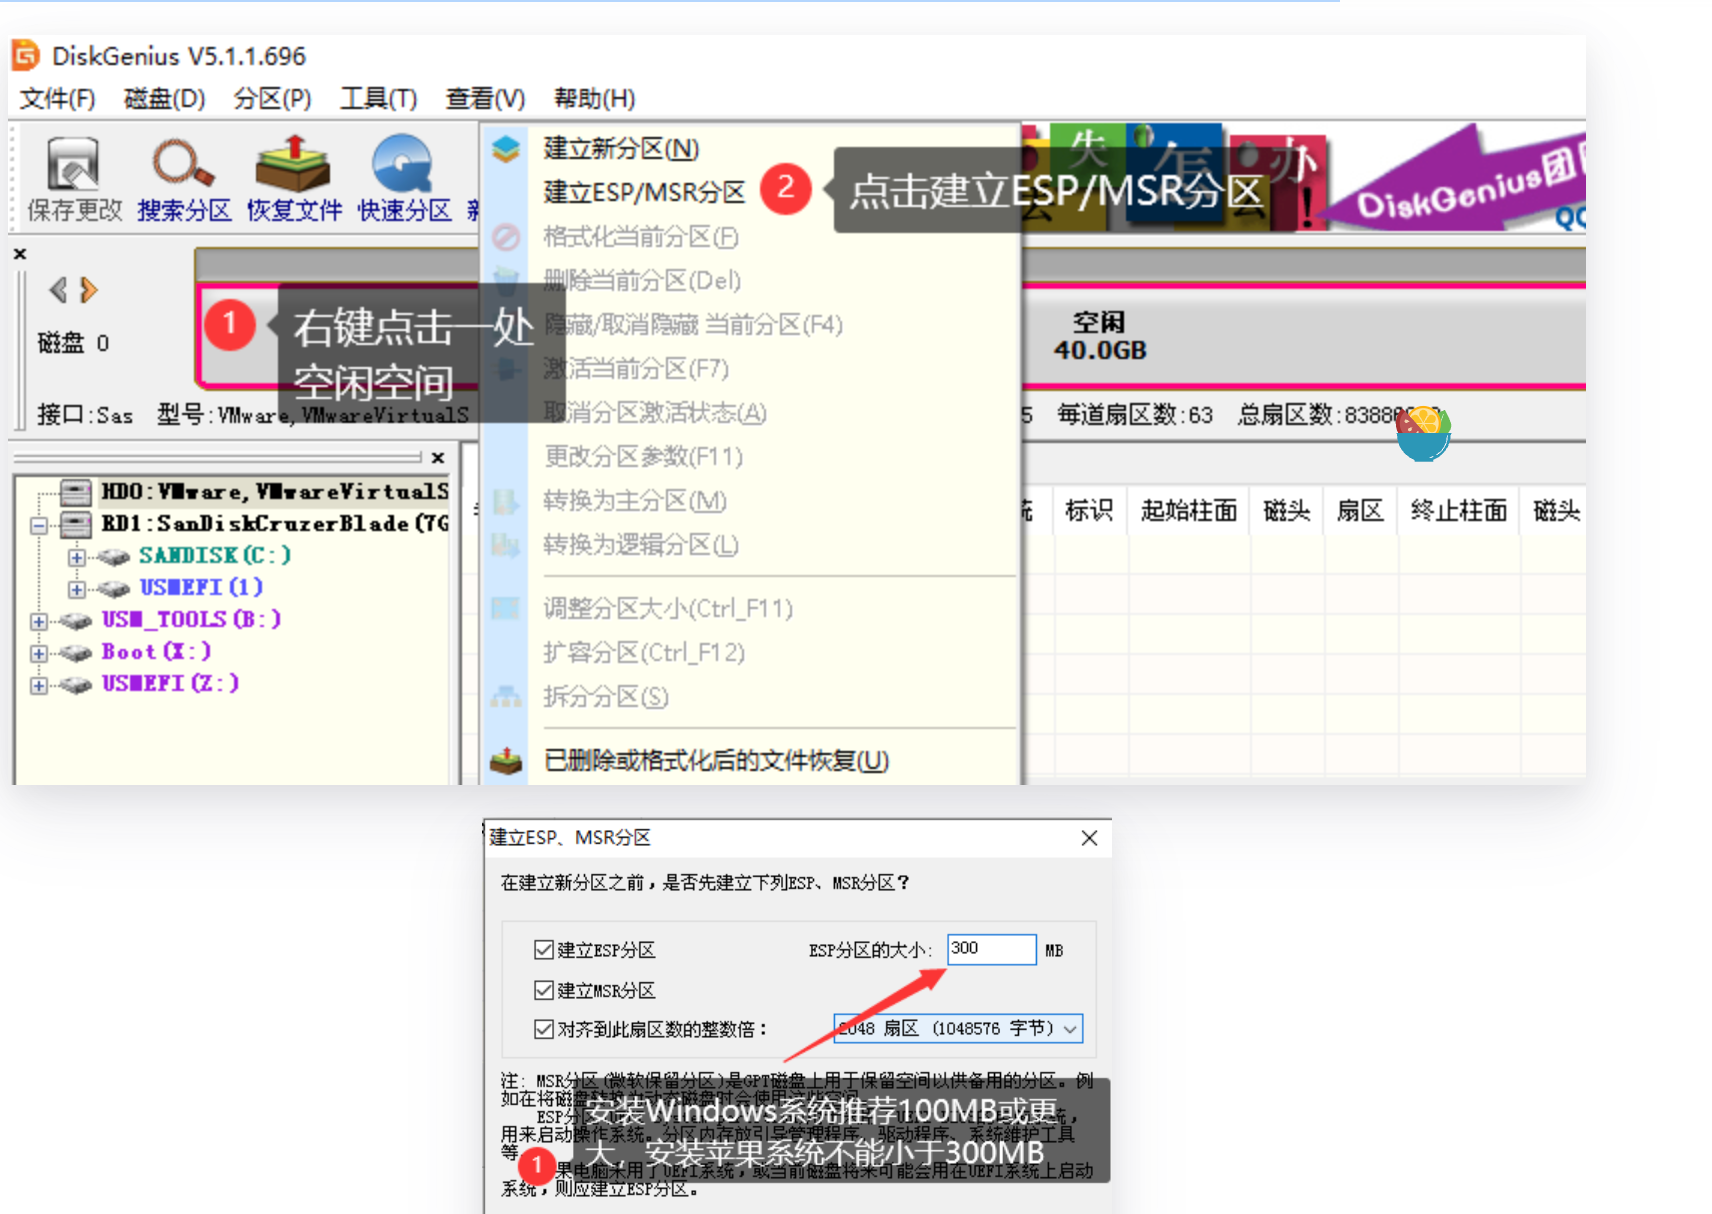 DiskGenius V5.1.1.696
文件(F) 磁盘(D) 分区(P) 工具(T) 查看(V) 帮助(H)
保存更改 搜索分区 恢复文件 快速分区
失 怎 办 !
DiskGenius团
QQ
建立新分区(N)
建立ESP/MSR分区
2 点击建立ESP/MSR分区
格式化当前分区(F)
删除当前分区(Del)
隐藏/取消隐藏 当前分区(F4)
激活当前分区(F7)
取消分区激活状态(A)
更改分区参数(F11)
转换为主分区(M)
转换为逻辑分区(L)
调整分区大小(Ctrl_F11)
扩容分区(Ctrl_F12)
拆分分区(S)
已删除或格式化后的文件恢复(U)
磁盘 0
1 右键点击一处
空闲空间
空闲
40.0GB
接口:Sas 型号:VMware,VMwareVirtualS
5 每道扇区数:63 总扇区数:83886
HD0:VMware,VMwareVirtualS
RD1:SanDiskCruzerBlade(7G
SANDISK(C:)
USMEFI(1)
USM_TOOLS(B:)
Boot(X:)
USMEFI(Z:)
标识 起始柱面 磁头 扇区 终止柱面 磁头
建立ESP、MSR分区
在建立新分区之前，是否先建立下列ESP、MSR分区？
建立ESP分区 ESP分区的大小: 300 MB
建立MSR分区
对齐到此扇区数的整数倍： 2048 扇区 (1048576 字节)
注: MSR分区(微软保留分区)是GPT磁盘上用于保留空间以供备用的分区。例
如在将磁盘转换为动态磁盘时会使用这些空间
ESP分
用来启动操作系统。分区内存放引导管理程序、驱动程序、系统维护工具
等。
果电脑采用了UEFI系统，或当前磁盘将来可能会用在UEFI系统上启动
系统，则应建立ESP分区。
1 安装Windows系统推荐100MB或更
大，安装苹果系统不能小于300MB